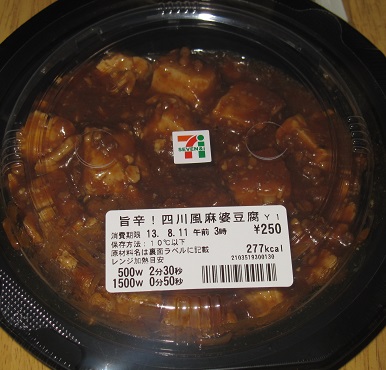 7
SEVEN&i
旨辛！四川風麻婆豆腐 Y1
消費期限 13. 8.11 午前 3時 ¥250
保存方法：10℃以下
原材料名は裏面ラベルに記載 277kcal
レンジ加熱目安
500W 2分30秒
1500W 0分50秒
2103519300130